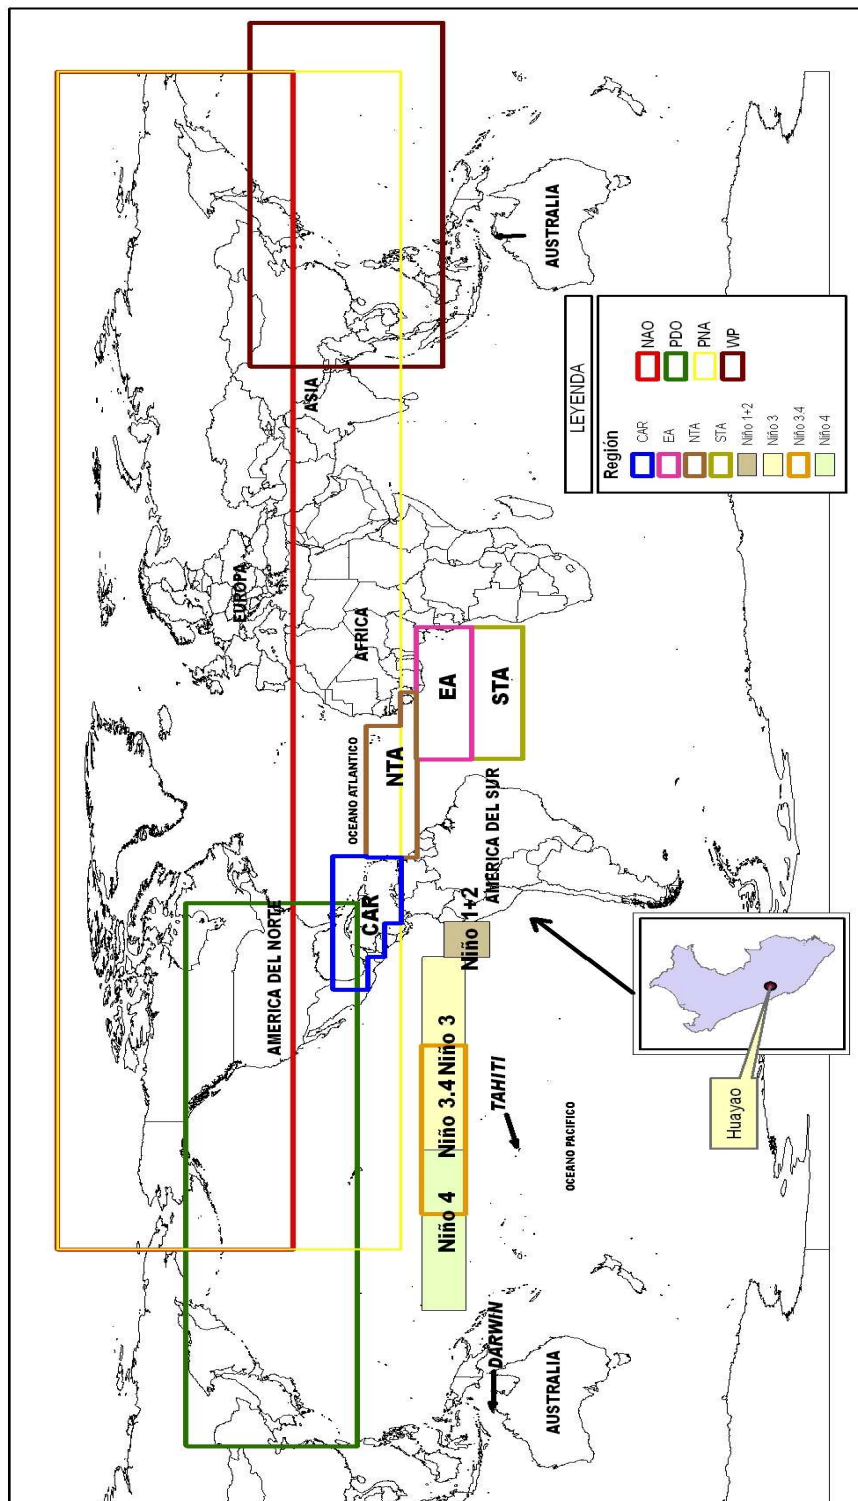 AMERICA DEL NORTE
EUROPA
ASIA
AFRICA
OCEANO ATLANTICO
CAR
NTA
EA
STA
AMERICA DEL SUR
Niño 4
Niño 3.4
Niño 3
Niño 1+2
DARWIN
TAHITI
AUSTRALIA
AUSTRALIA
OCEANO PACIFICO
Huayao
LEYENDA
Región
CAR
EA
NTA
STA
Niño 1+2
Niño 3
Niño 3.4
Niño 4
NAO
PDO
PNA
WP